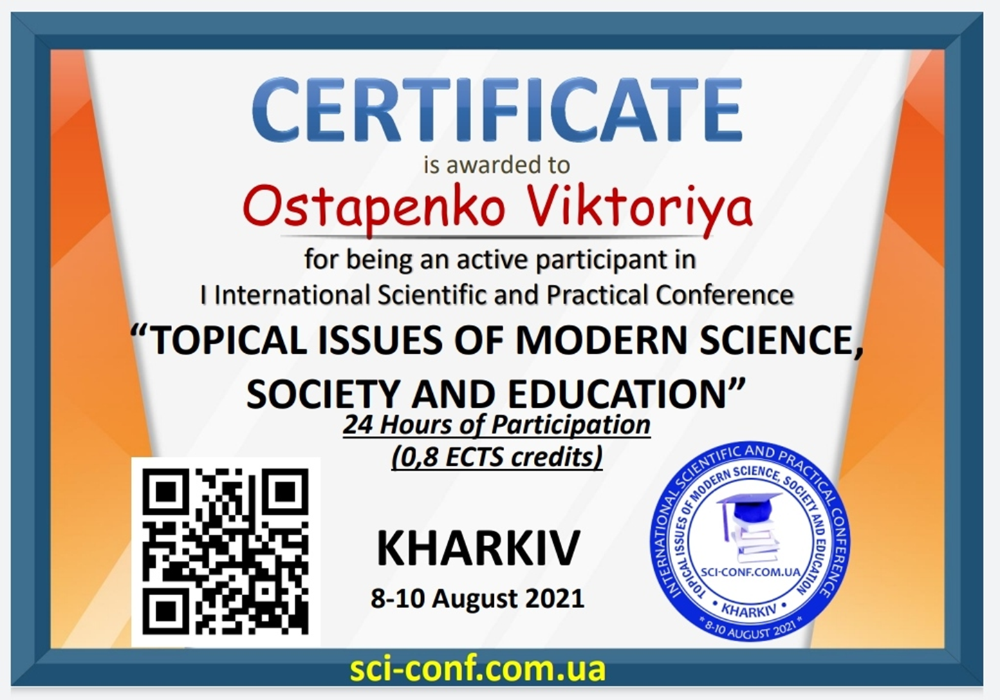 CERTIFICATE
is awarded to
Ostapenko Viktoriya
for being an active participant in
I International Scientific and Practical Conference
“TOPICAL ISSUES OF MODERN SCIENCE,
SOCIETY AND EDUCATION”
24 Hours of Participation
(0,8 ECTS credits)
KHARKIV
8-10 August 2021
INTERNATIONAL SCIENTIFIC AND PRACTICAL CONFERENCE
TOPICAL ISSUES OF MODERN SCIENCE, SOCIETY AND EDUCATION
SCI-CONF.COM.UA
• KHARKIV •
* 8-10 AUGUST 2021 *
sci-conf.com.ua